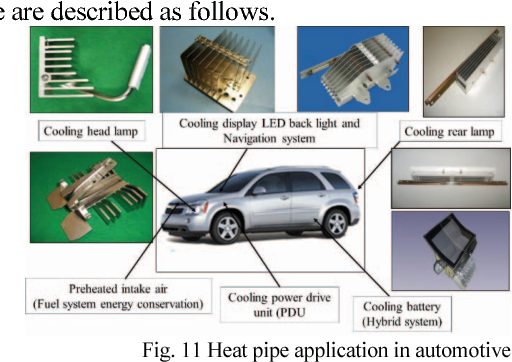 e are described as follows.
Cooling head lamp
Cooling display LED back light and
Navigation system
Cooling rear lamp
Preheated intake air
(Fuel system energy conservation)
Cooling power drive
unit (PDU
Cooling battery
(Hybrid system)
Fig. 11 Heat pipe application in automotive